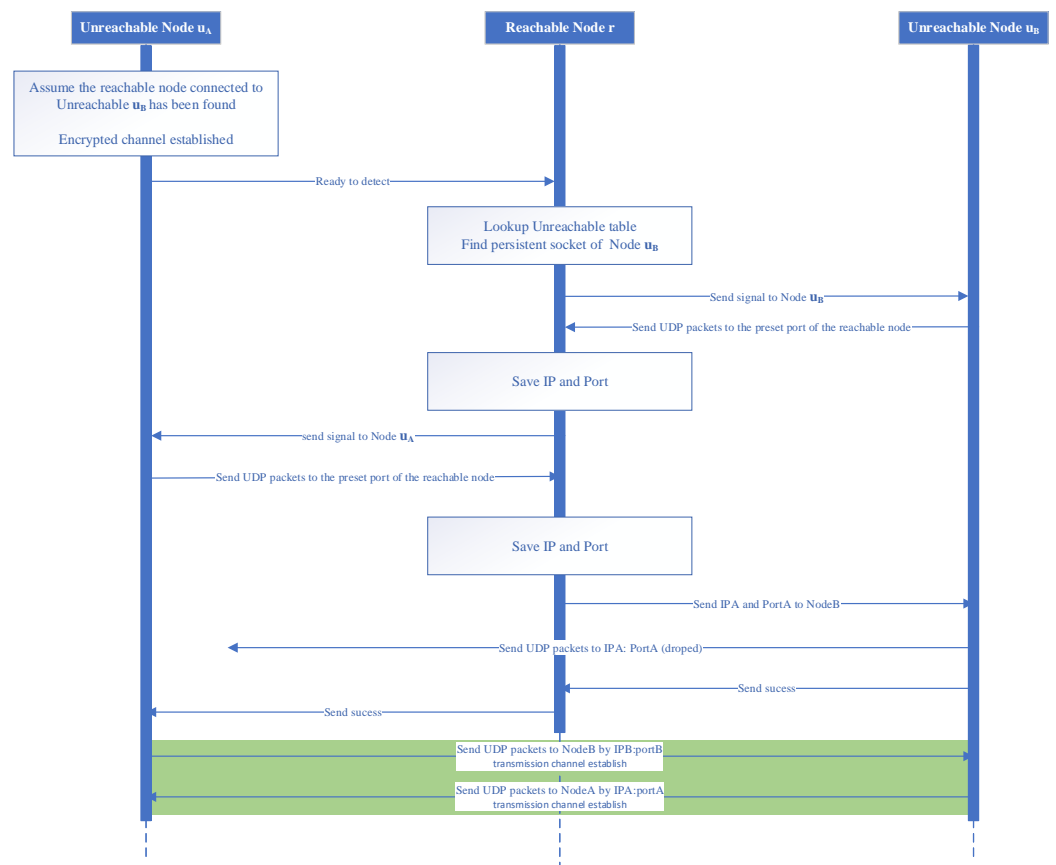 Unreachable Node uA
Reachable Node r
Unreachable Node uB
Assume the reachable node connected to
Unreachable uB has been found
Encrypted channel established
Ready to detect
Lookup Unreachable table
Find persistent socket of Node uB
Send signal to Node uB
Send UDP packets to the preset port of the reachable node
Save IP and Port
send signal to Node uA
Send UDP packets to the preset port of the reachable node
Save IP and Port
Send IPA and PortA to NodeB
Send UDP packets to IPA: PortA (droped)
Send sucess
Send sucess
Send UDP packets to NodeB by IPB:portB
transmission channel establish
Send UDP packets to NodeA by IPA:portA
transmission channel establish